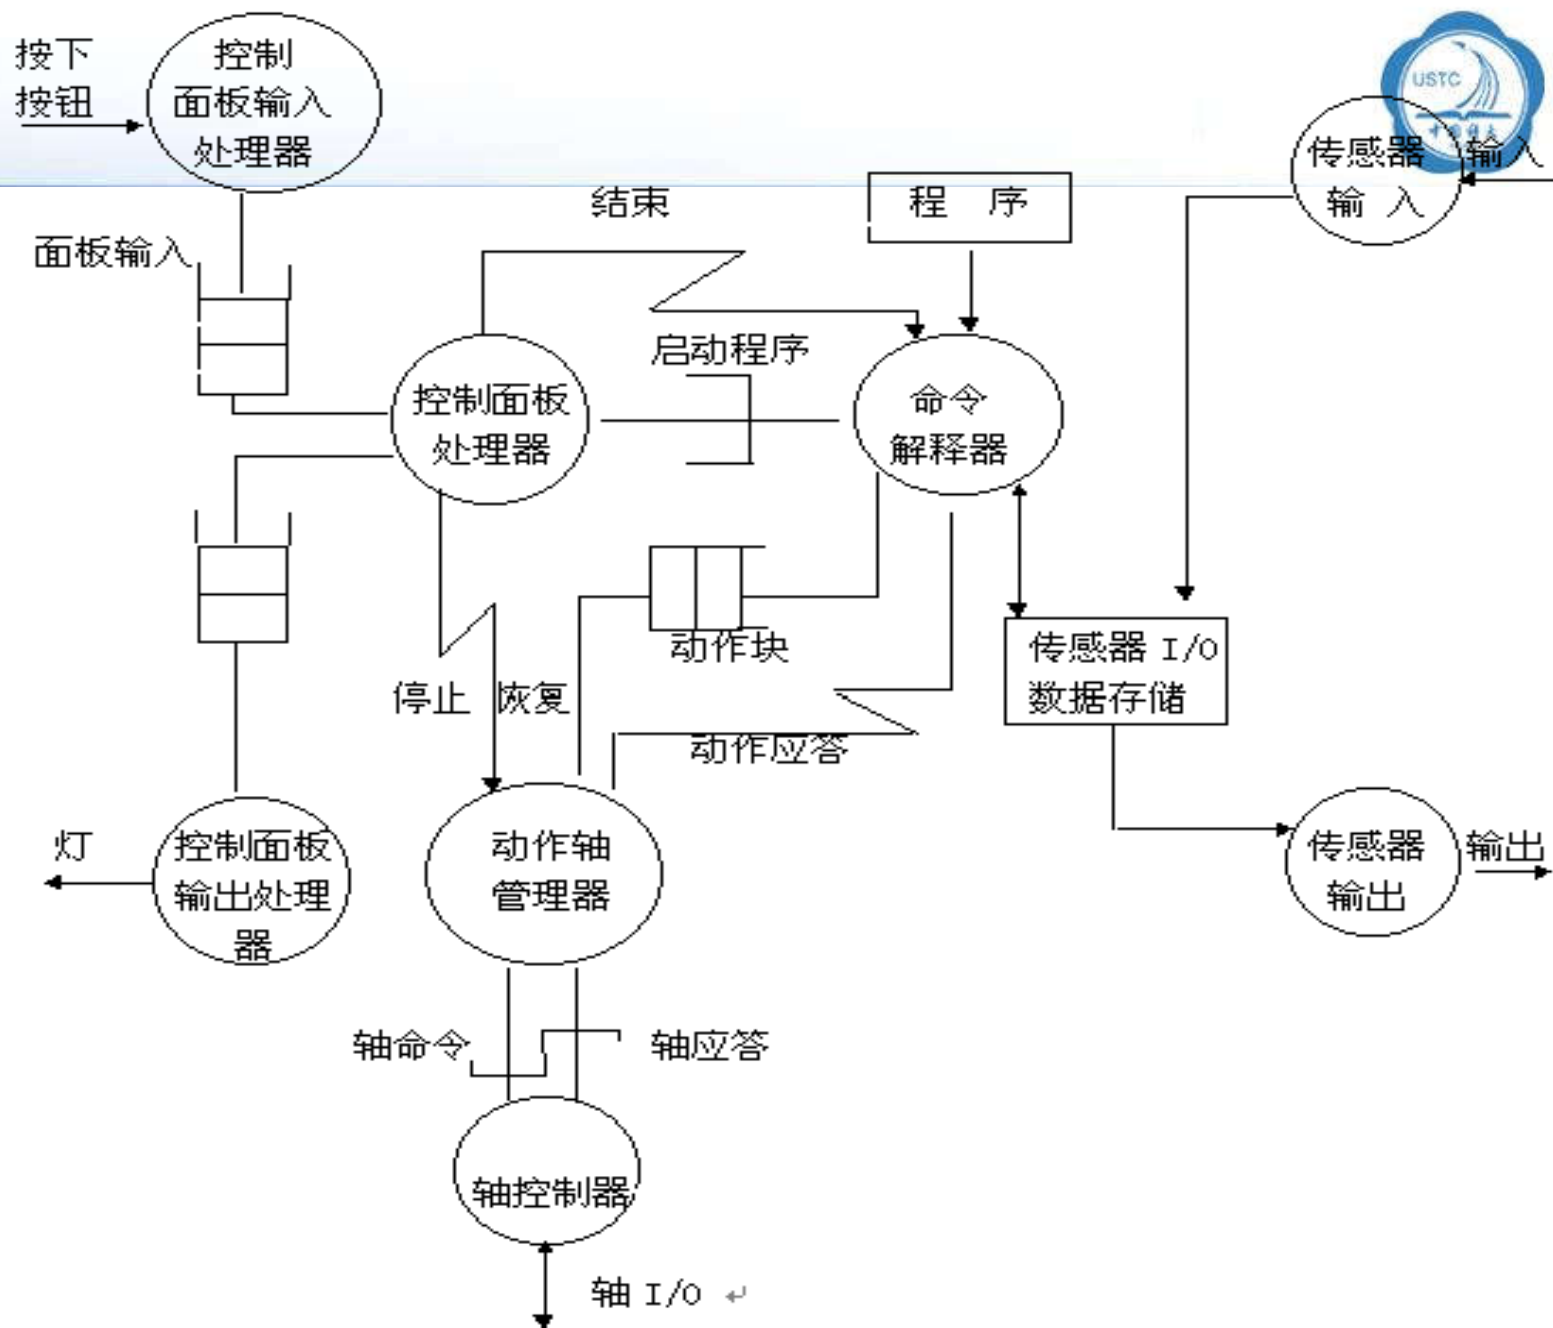 按下
按钮
控制
面板输入
处理器
USTC
中国科大
传感器
输 入
输入
结束
程 序
面板输入
启动程序
控制面板
处理器
命令
解释器
动作块
传感器 I/O
数据存储
停止
恢复
动作应答
灯
控制面板
输出处理
器
动作轴
管理器
传感器
输出
输出
轴命令
轴应答
轴控制器
轴 I/O ↵